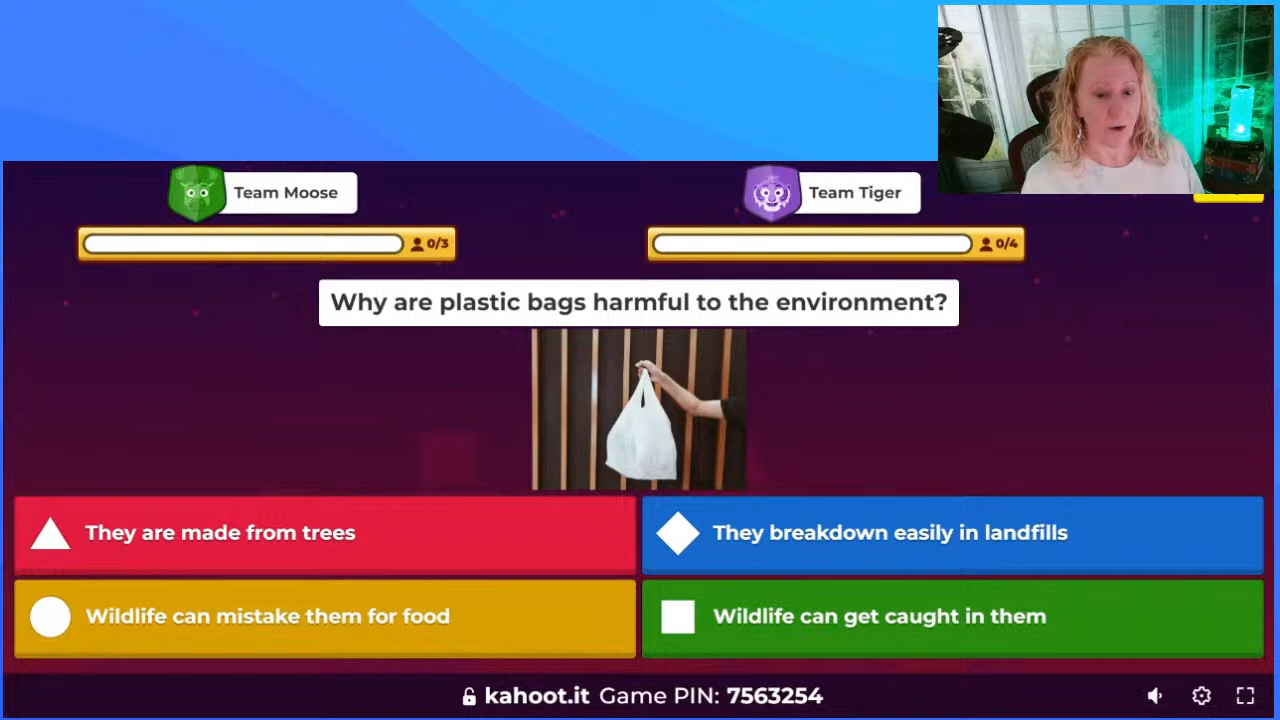 Team Moose
Team Tiger
0/3
0/4
Why are plastic bags harmful to the environment?
They are made from trees
They breakdown easily in landfills
Wildlife can mistake them for food
Wildlife can get caught in them
kahoot.it Game PIN: 7563254